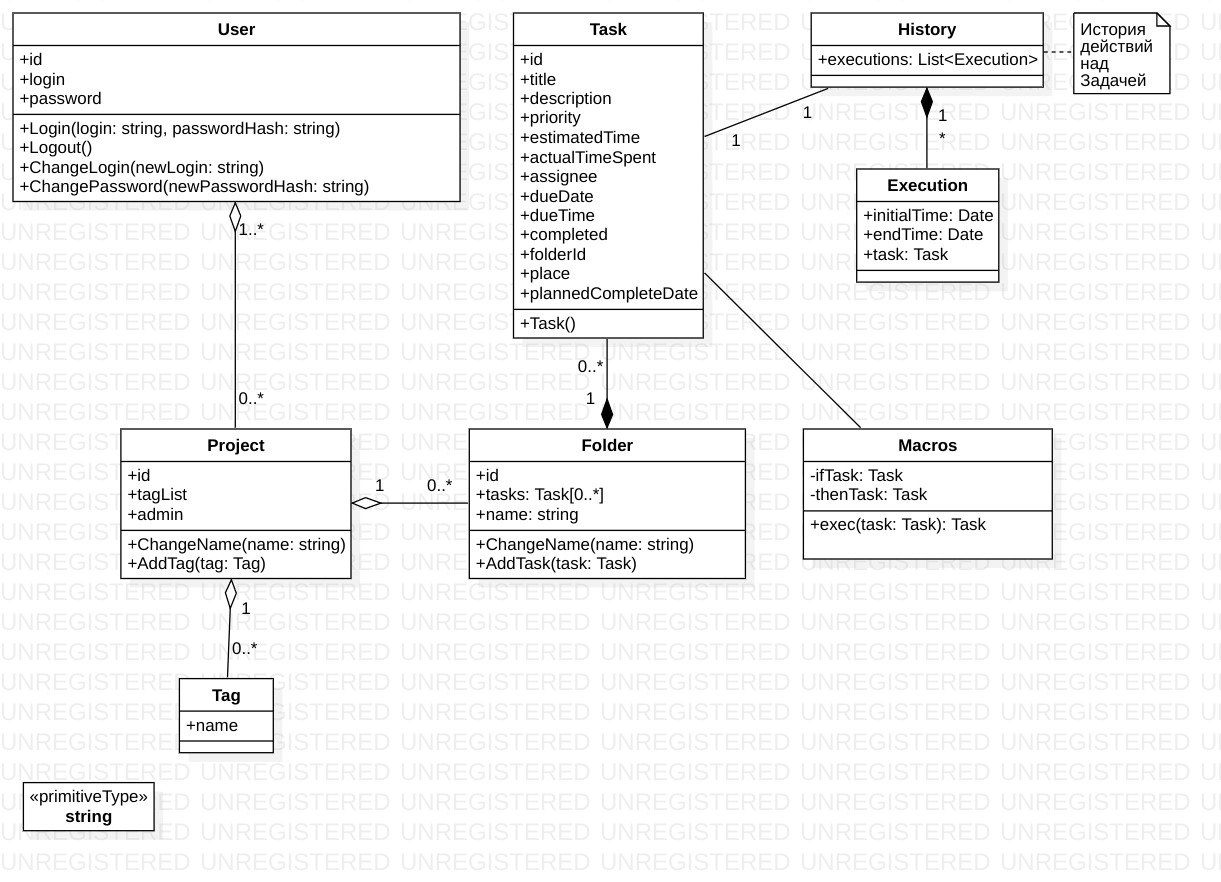 User
+id
+login
+password
+Login(login: string, passwordHash: string)
+Logout()
+ChangeLogin(newLogin: string)
+ChangePassword(newPasswordHash: string)
1..*
0..*
Task
+id
+title
+description
+priority
+estimatedTime
+actualTimeSpent
+assignee
+dueDate
+dueTime
+completed
+folderId
+place
+plannedCompleteDate
+Task()
1
1
History
+executions: List<Execution>
История
действий
над
Задачей
1
*
Execution
+initialTime: Date
+endTime: Date
+task: Task
0..*
1
Project
+id
+tagList
+admin
+ChangeName(name: string)
+AddTag(tag: Tag)
1
0..*
Folder
+id
+tasks: Task[0..*]
+name: string
+ChangeName(name: string)
+AddTask(task: Task)
Macros
-ifTask: Task
-thenTask: Task
+exec(task: Task): Task
1
0..*
Tag
+name
«primitiveType»
string
UNREGISTERED